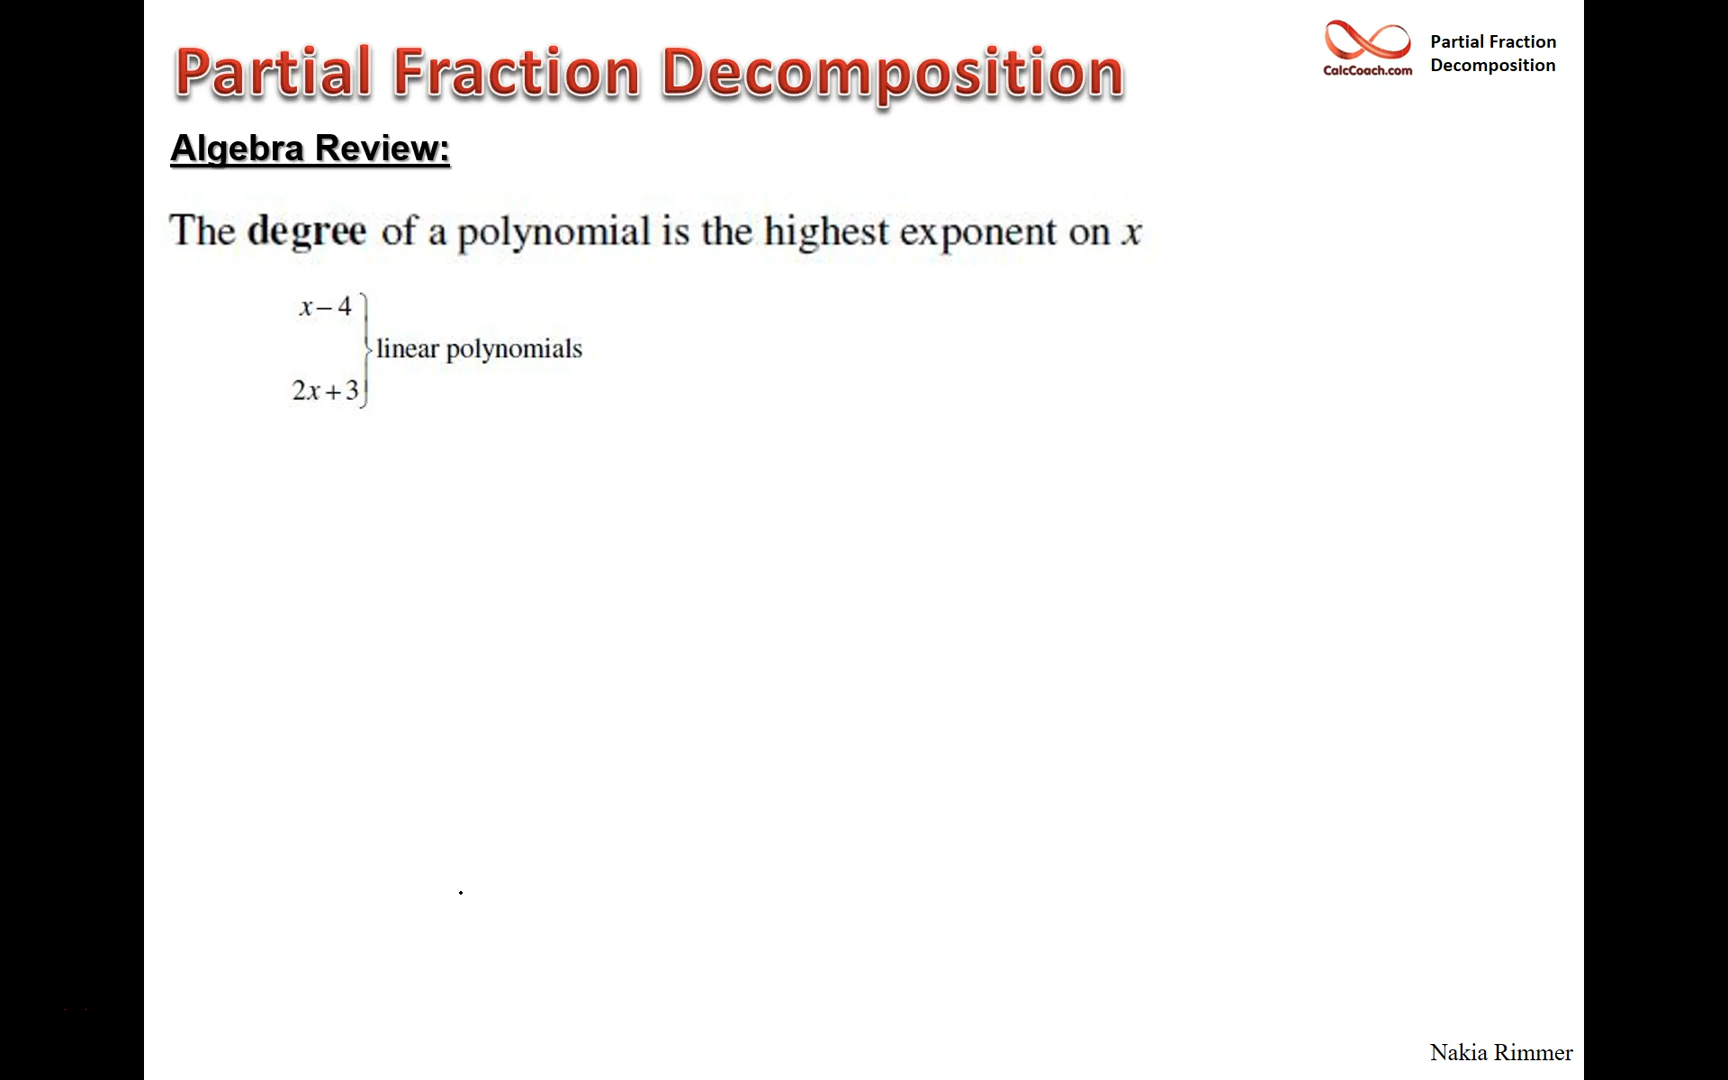 Partial Fraction Decomposition
CalcCoach.com
Partial Fraction
Decomposition
Algebra Review:
The degree of a polynomial is the highest exponent on x
x – 4
linear polynomials
2x + 3
Nakia Rimmer